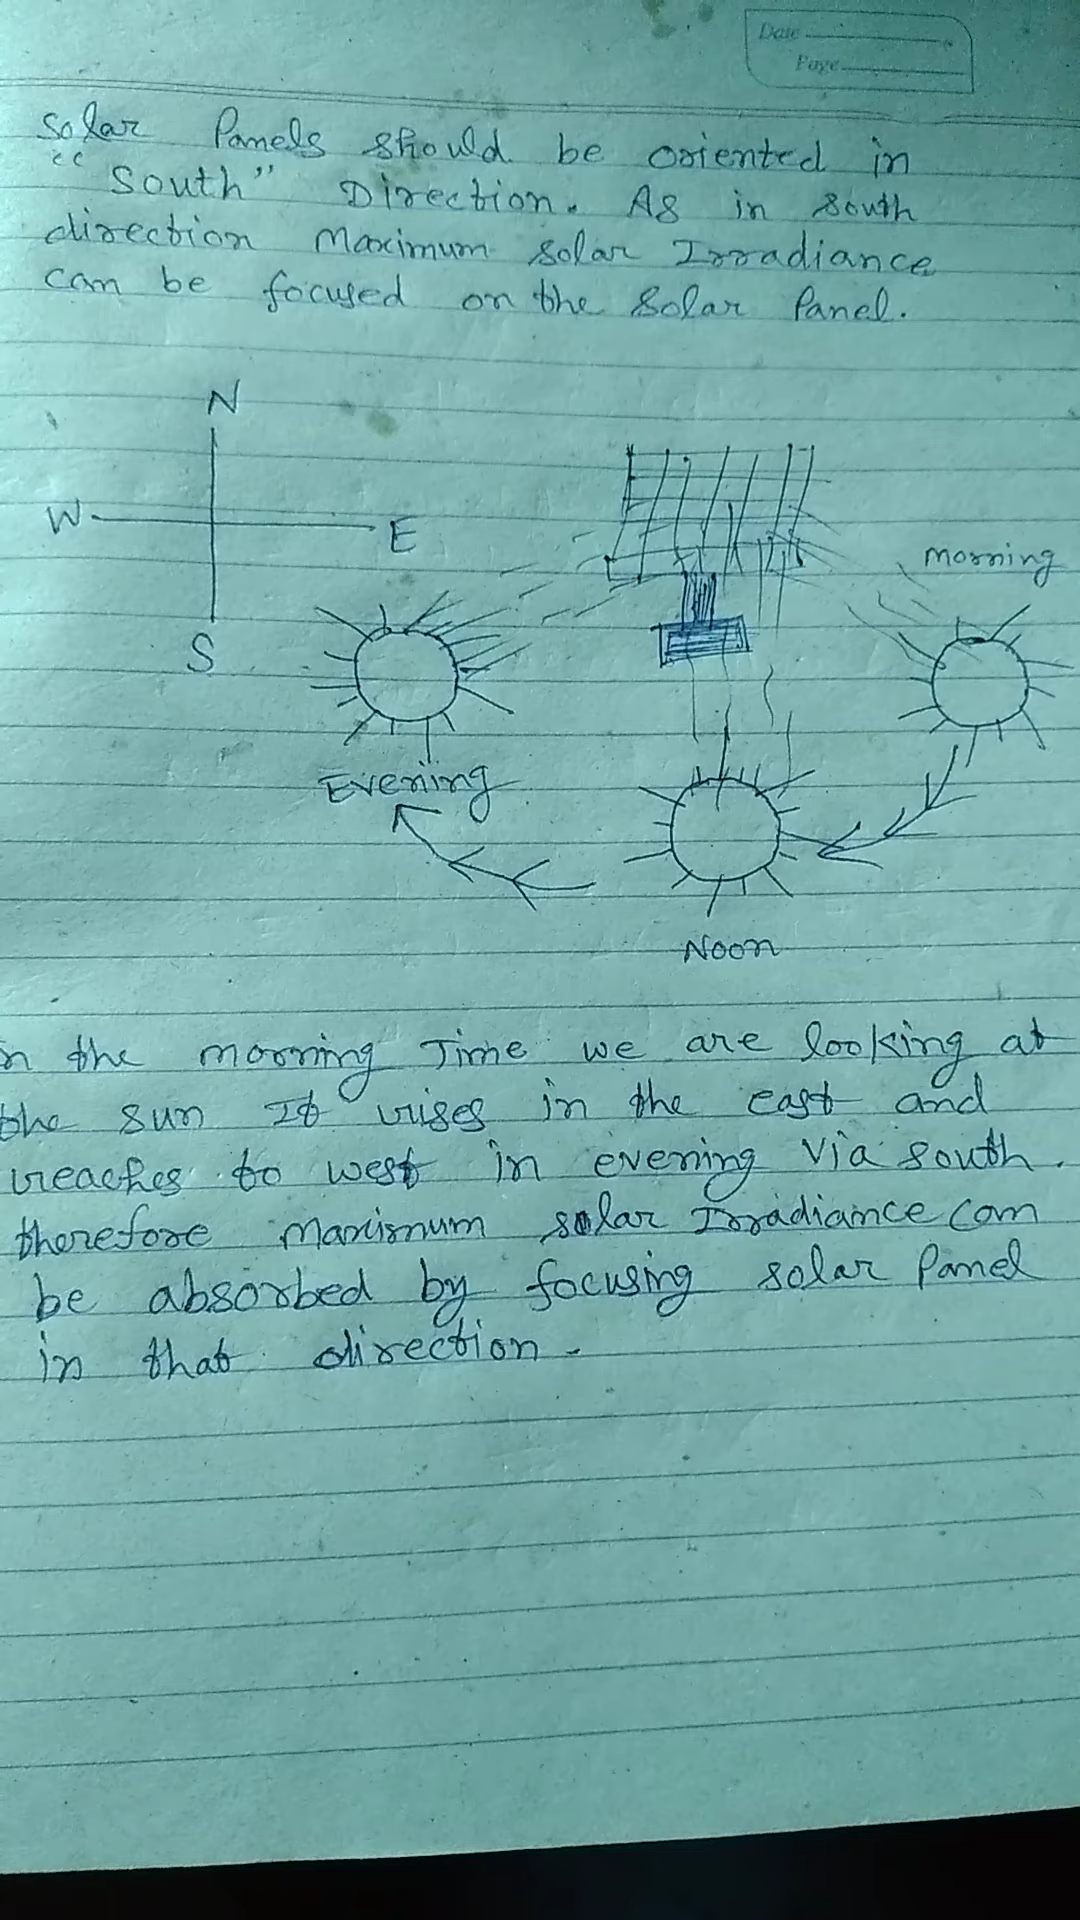 Date
Page
Solar Panels should be oriented in
"South" Direction. As in south
direction Maximum Solar Irradiance
can be focused on the Solar Panel.
N
W
E
S
Morning
Evening
Noon
n the morning Time we are looking at
the sun It rises in the east and
reaches to west in evening Via south.
therefore Maximum solar Irradiance can
be absorbed by focusing solar Panel
in that direction.